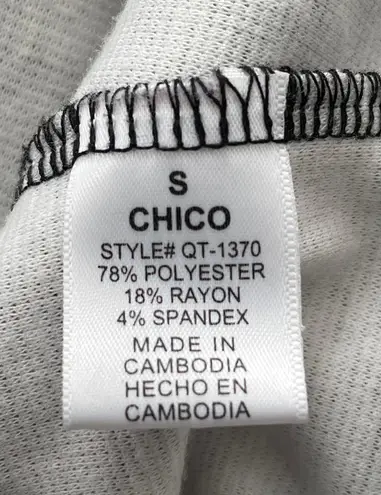 S
CHICO
STYLE# QT-1370
78% POLYESTER
18% RAYON
4% SPANDEX
MADE IN
CAMBODIA
HECHO EN
CAMBODIA